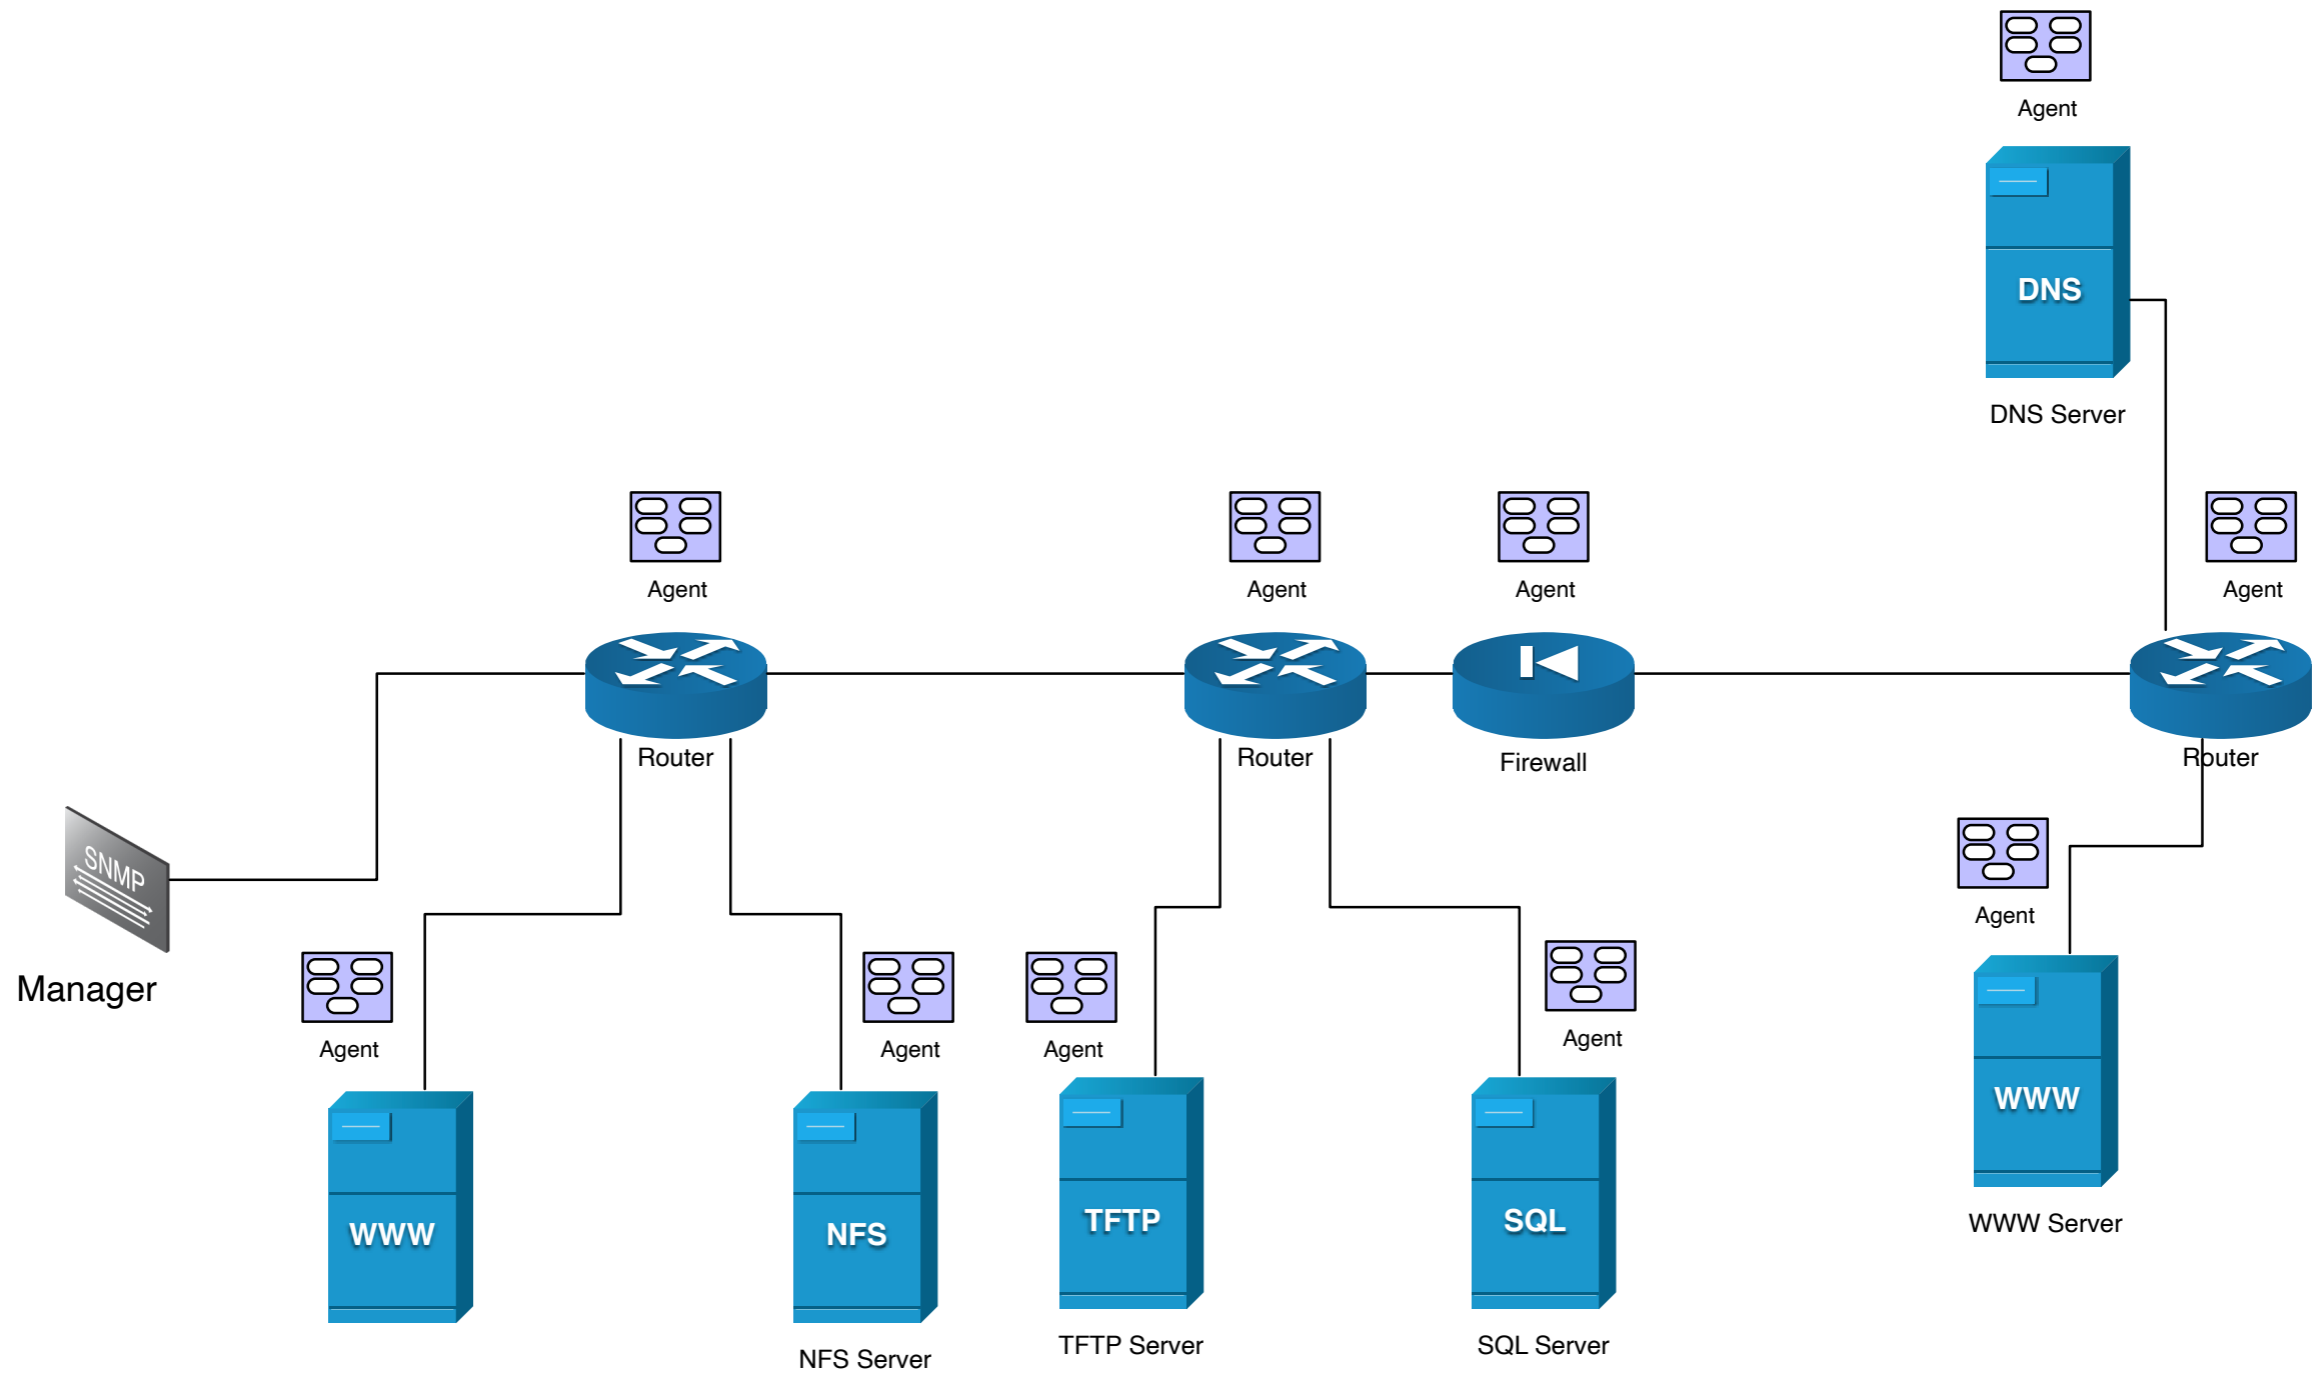 Agent
DNS
DNS Server
Agent
Agent
Agent
Agent
Router
Router
Firewall
Router
SNMP
Manager
Agent
Agent
Agent
Agent
Agent
WWW
NFS
TFTP
SQL
WWW
WWW Server
NFS Server
TFTP Server
SQL Server